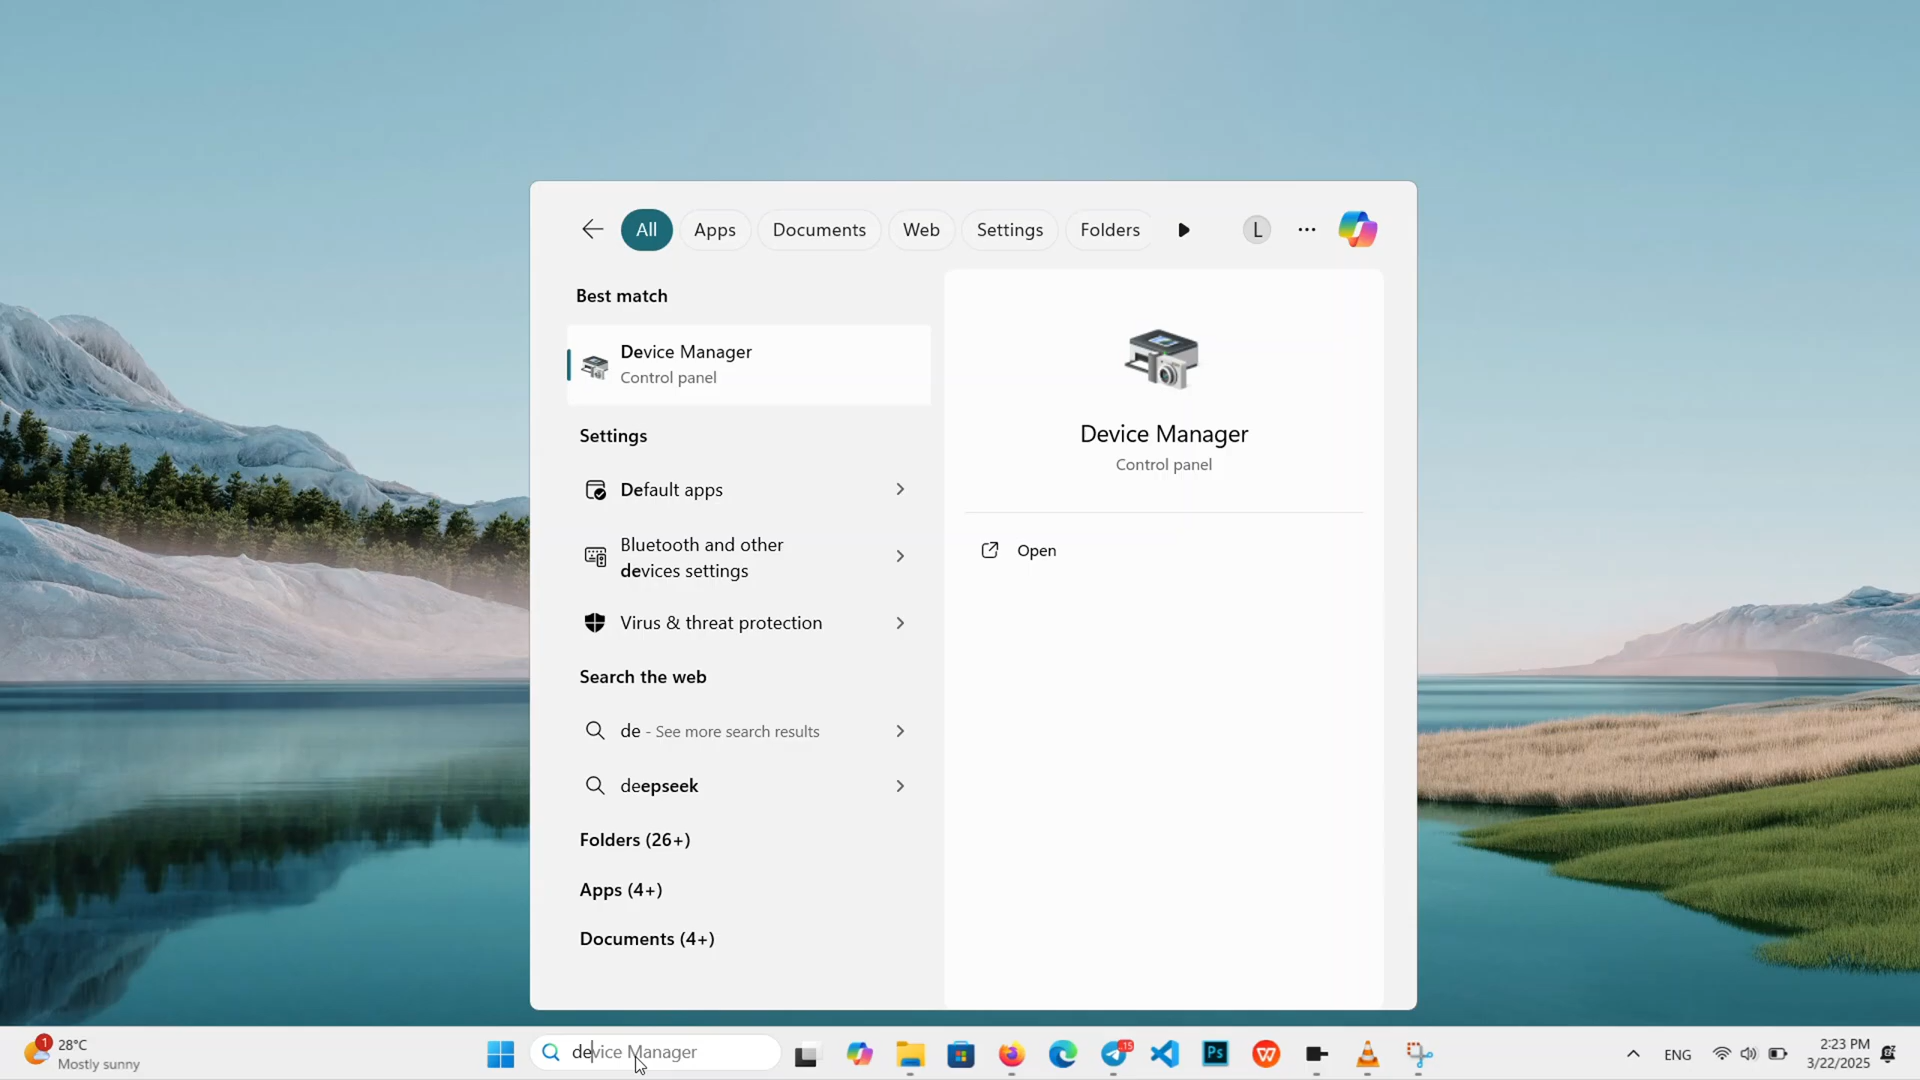 All
Apps
Documents
Web
Settings
Folders
L
Best match
Device Manager
Control panel
Settings
Default apps
Bluetooth and other
devices settings
Virus & threat protection
Search the web
de - See more search results
deepseek
Folders (26+)
Apps (4+)
Documents (4+)
Device Manager
Control panel
Open
1
28°C
Mostly sunny
device Manager
15
Ps
W
ENG
2:23 PM
3/22/2025